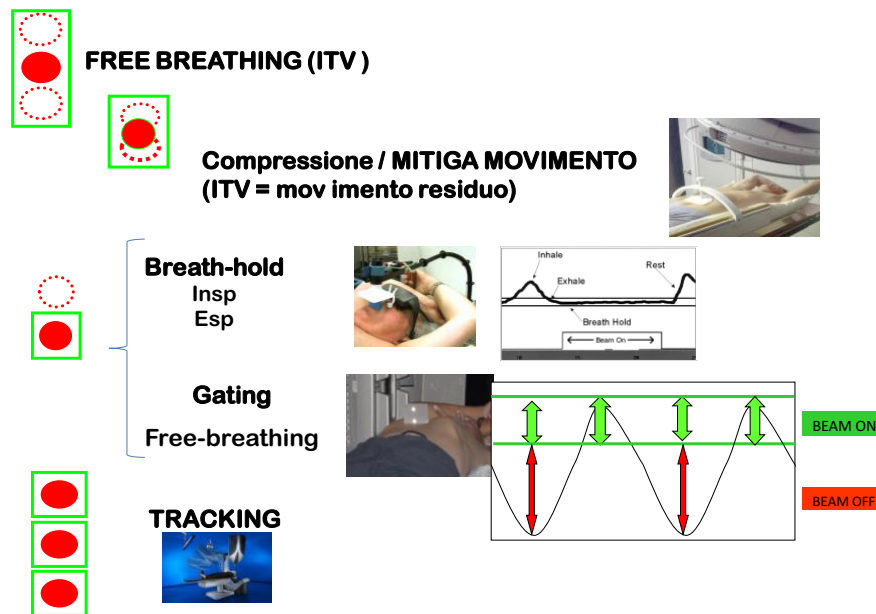 FREE BREATHING (ITV )
Compressione / MITIGA MOVIMENTO
(ITV = mov imento residuo)
Breath-hold
Insp
Esp
Inhale
Rest
Exhale
Breath Hold
Beam On
Gating
Free-breathing
BEAM ON
BEAM OFF
TRACKING